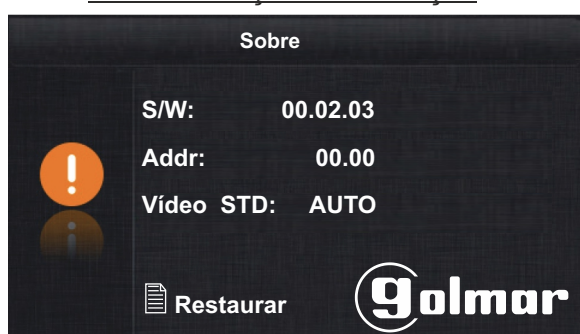 Sobre
S/W: 00.02.03
Addr: 00.00
Vídeo STD: AUTO
Restaurar
golmar